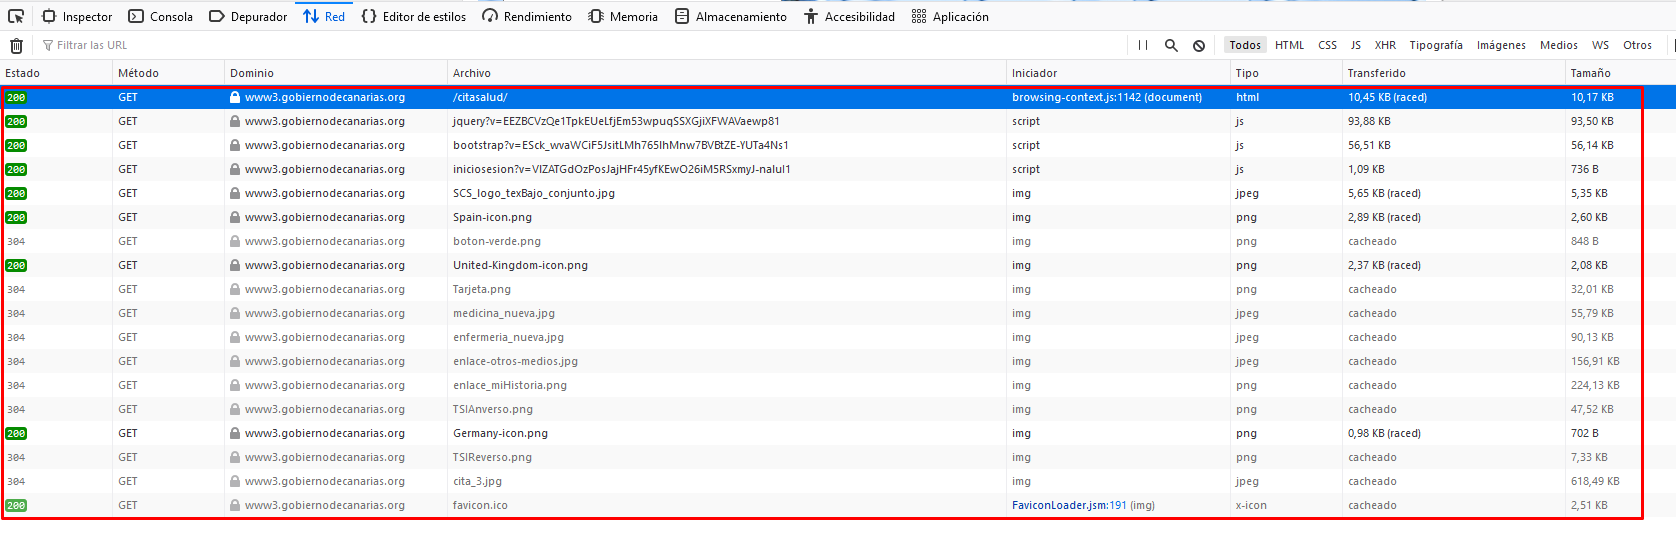 Inspector Consola Depurador Red Editor de estilos Rendimiento Memoria Almacenamiento Accesibilidad Aplicación
Filtrar las URL Todos HTML CSS JS XHR Tipografía Imágenes Medios WS Otros
Estado Método Dominio Archivo Iniciador Tipo Transferido Tamaño
200 GET www3.gobiernodecanarias.org /citasalud/ browsing-context.js:1142 (document) html 10,45 KB (raced) 10,17 KB
200 GET www3.gobiernodecanarias.org jquery?v=EEZBCVzQe1TpkEUeLfjEm53wpuqSSXGjiXFWAVaewp81 script js 93,88 KB 93,50 KB
200 GET www3.gobiernodecanarias.org bootstrap?v=ESck_wvaWCiF5JsitLMh765IhMnw7BVBtZE-YUTa4Ns1 script js 56,51 KB 56,14 KB
200 GET www3.gobiernodecanarias.org iniciosesion?v=VIZATGdOzPosJajHFr45yfKEwO26iM5RSxmyJ-naIuI1 script js 1,09 KB 736 B
200 GET www3.gobiernodecanarias.org SCS_logo_texBajo_conjunto.jpg img jpeg 5,65 KB (raced) 5,35 KB
200 GET www3.gobiernodecanarias.org Spain-icon.png img png 2,89 KB (raced) 2,60 KB
304 GET www3.gobiernodecanarias.org boton-verde.png img png cacheado 848 B
200 GET www3.gobiernodecanarias.org United-Kingdom-icon.png img png 2,37 KB (raced) 2,08 KB
304 GET www3.gobiernodecanarias.org Tarjeta.png img png cacheado 32,01 KB
304 GET www3.gobiernodecanarias.org medicina_nueva.jpg img jpeg cacheado 55,79 KB
304 GET www3.gobiernodecanarias.org enfermeria_nueva.jpg img jpeg cacheado 90,13 KB
304 GET www3.gobiernodecanarias.org enlace-otros-medios.jpg img jpeg cacheado 156,91 KB
304 GET www3.gobiernodecanarias.org enlace_miHistoria.png img png cacheado 224,13 KB
304 GET www3.gobiernodecanarias.org TSIAnverso.png img png cacheado 47,52 KB
200 GET www3.gobiernodecanarias.org Germany-icon.png img png 0,98 KB (raced) 702 B
304 GET www3.gobiernodecanarias.org TSIReverso.png img png cacheado 7,33 KB
304 GET www3.gobiernodecanarias.org cita_3.jpg img jpeg cacheado 618,49 KB
200 GET www3.gobiernodecanarias.org favicon.ico FaviconLoader.jsm:191 (img) x-icon cacheado 2,51 KB